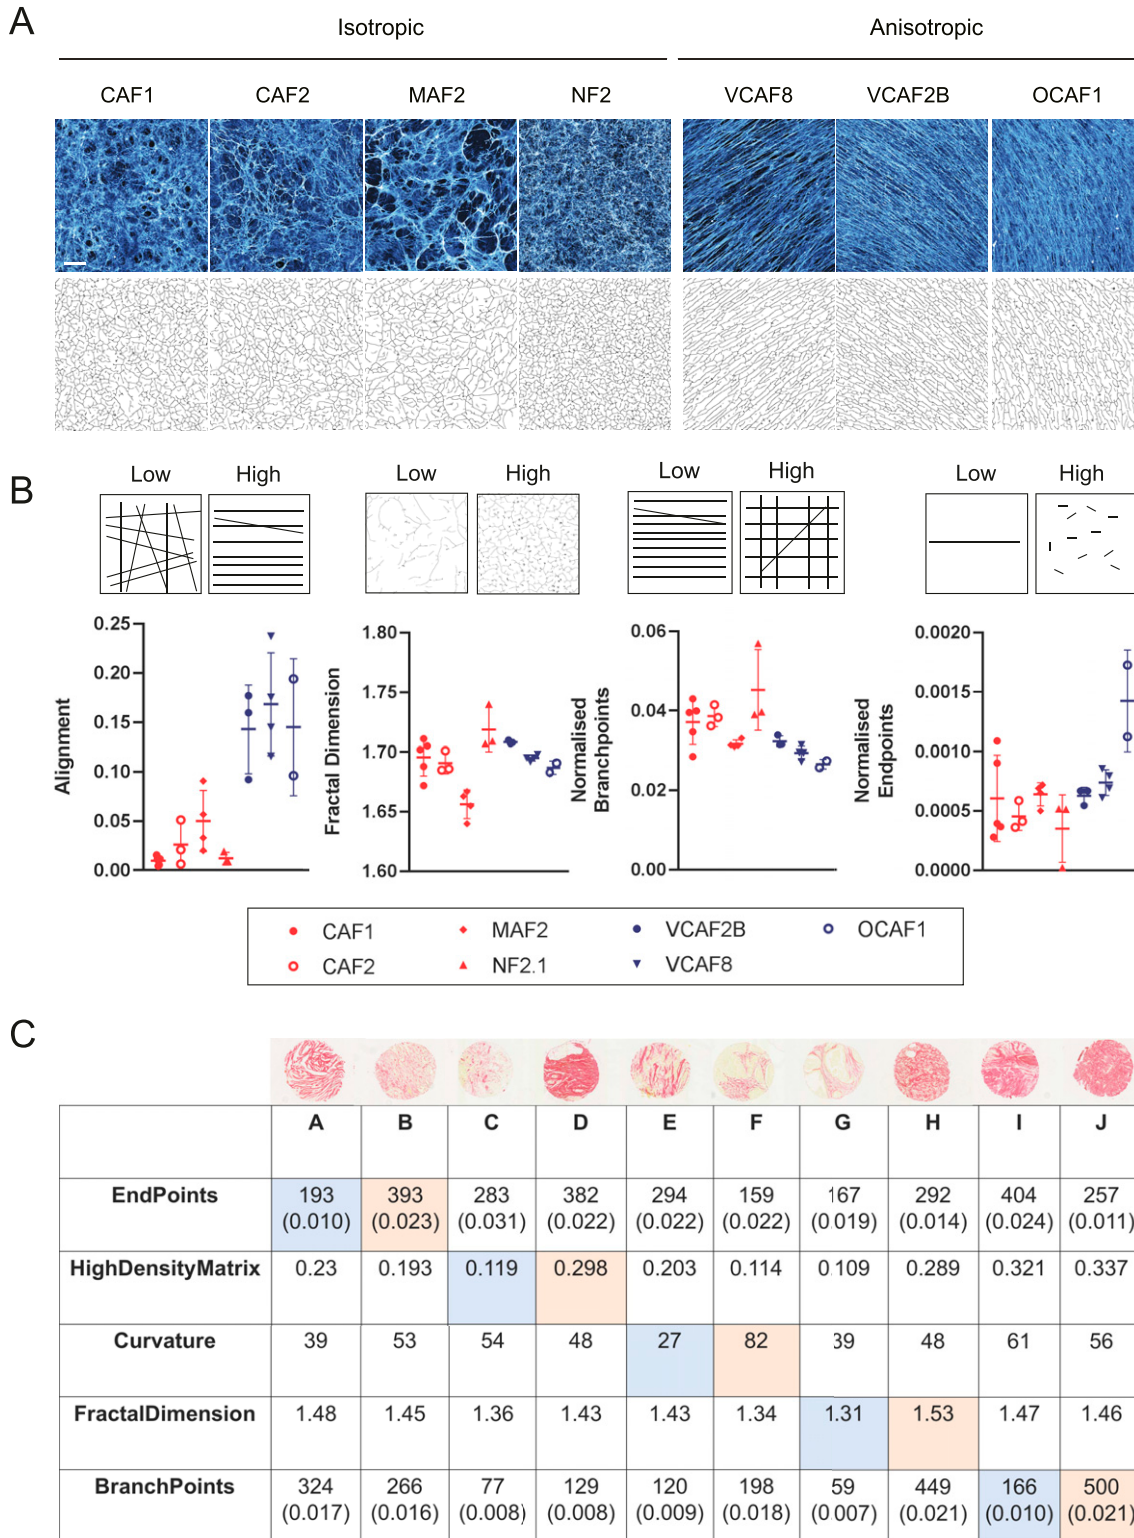 A
Isotropic Anisotropic
CAF1 CAF2 MAF2 NF2 VCAF8 VCAF2B OCAF1
B
Low High Low High Low High Low High
Alignment
0.25
0.20
0.15
0.10
0.05
0.00
Fractal Dimension
1.80
1.75
1.70
1.65
1.60
Normalised
Branchpoints
0.06
0.04
0.02
0.00
Normalised
Endpoints
0.0020
0.0015
0.0010
0.0005
0.0000
CAF1 MAF2 VCAF2B OCAF1
CAF2 NF2.1 VCAF8
C
A B C D E F G H I J
EndPoints 193 393 283 382 294 159 167 292 404 257
(0.010) (0.023) (0.031) (0.022) (0.022) (0.022) (0.019) (0.014) (0.024) (0.011)
HighDensityMatrix 0.23 0.193 0.119 0.298 0.203 0.114 0.109 0.289 0.321 0.337
Curvature 39 53 54 48 27 82 39 48 61 56
FractalDimension 1.48 1.45 1.36 1.43 1.43 1.34 1.31 1.53 1.47 1.46
BranchPoints 324 266 77 129 120 198 59 449 166 500
(0.017) (0.016) (0.008) (0.008) (0.009) (0.018) (0.007) (0.021) (0.010) (0.021)